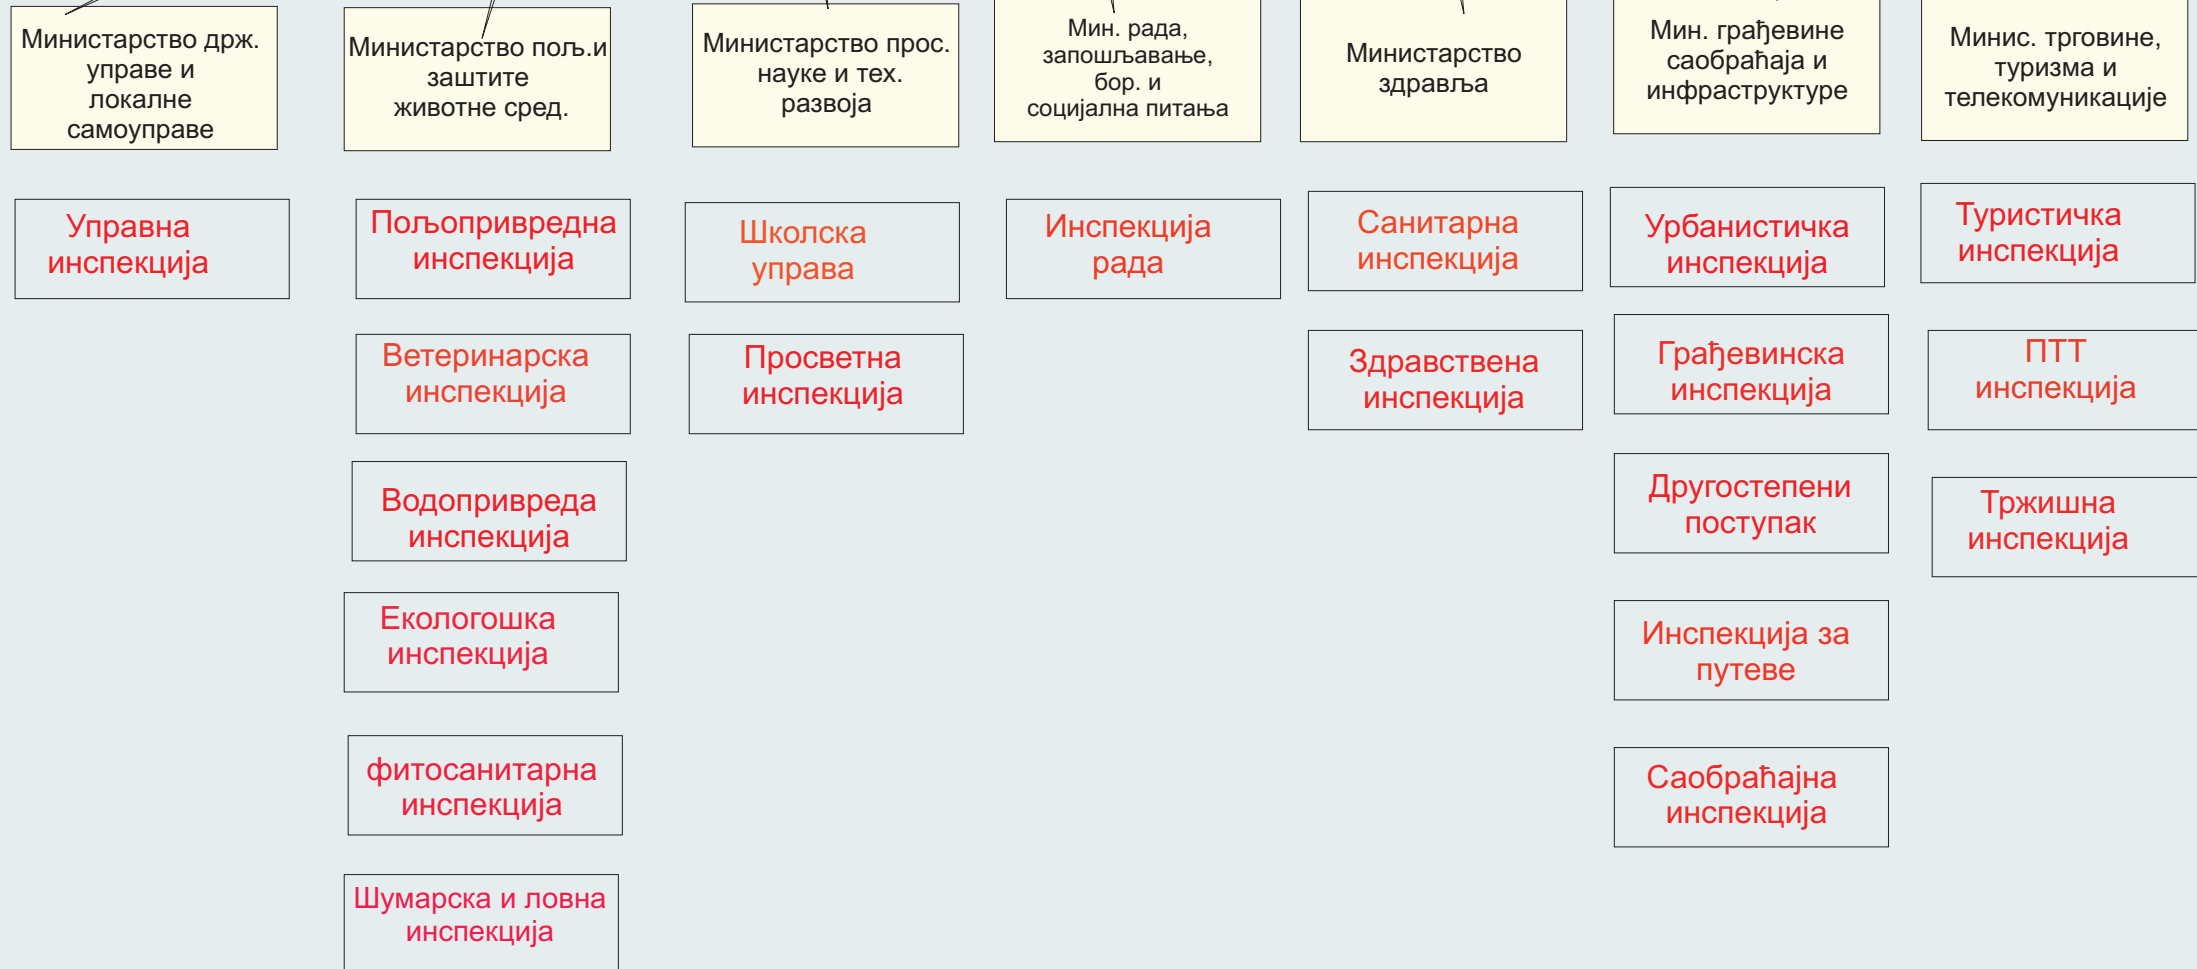 Министарство држ.
управе и
локалне
самоуправе
Министарство пољ.и
заштите
животне сред.
Министарство прос.
науке и тех.
развоја
Мин. рада,
запошљавање,
бор. и
социјална питања
Министарство
здравља
Мин. грађевине
саобраћаја и
инфраструктуре
Минис. трговине,
туризма и
телекомуникације
Управна
инспекција
Пољопривредна
инспекција
Школска
управа
Инспекција
рада
Санитарна
инспекција
Урбанистичка
инспекција
Туристичка
инспекција
Ветеринарска
инспекција
Просветна
инспекција
Здравствена
инспекција
Грађевинска
инспекција
ПТТ
инспекција
Водопривреда
инспекција
Другостепени
поступак
Тржишна
инспекција
Екологошка
инспекција
Инспекција за
путеве
фитосанитарна
инспекција
Саобраћајна
инспекција
Шумарска и ловна
инспекција